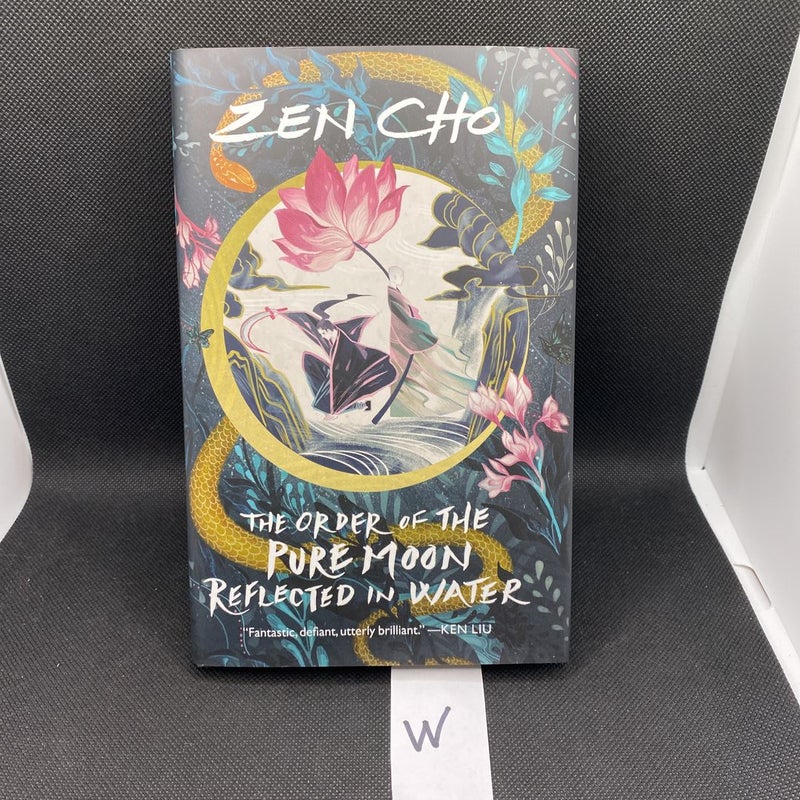 ZEN CHO
THE ORDER OF THE
PURE MOON
REFLECTED IN WATER
“Fantastic, defiant, utterly brilliant.” —KEN LIU
W